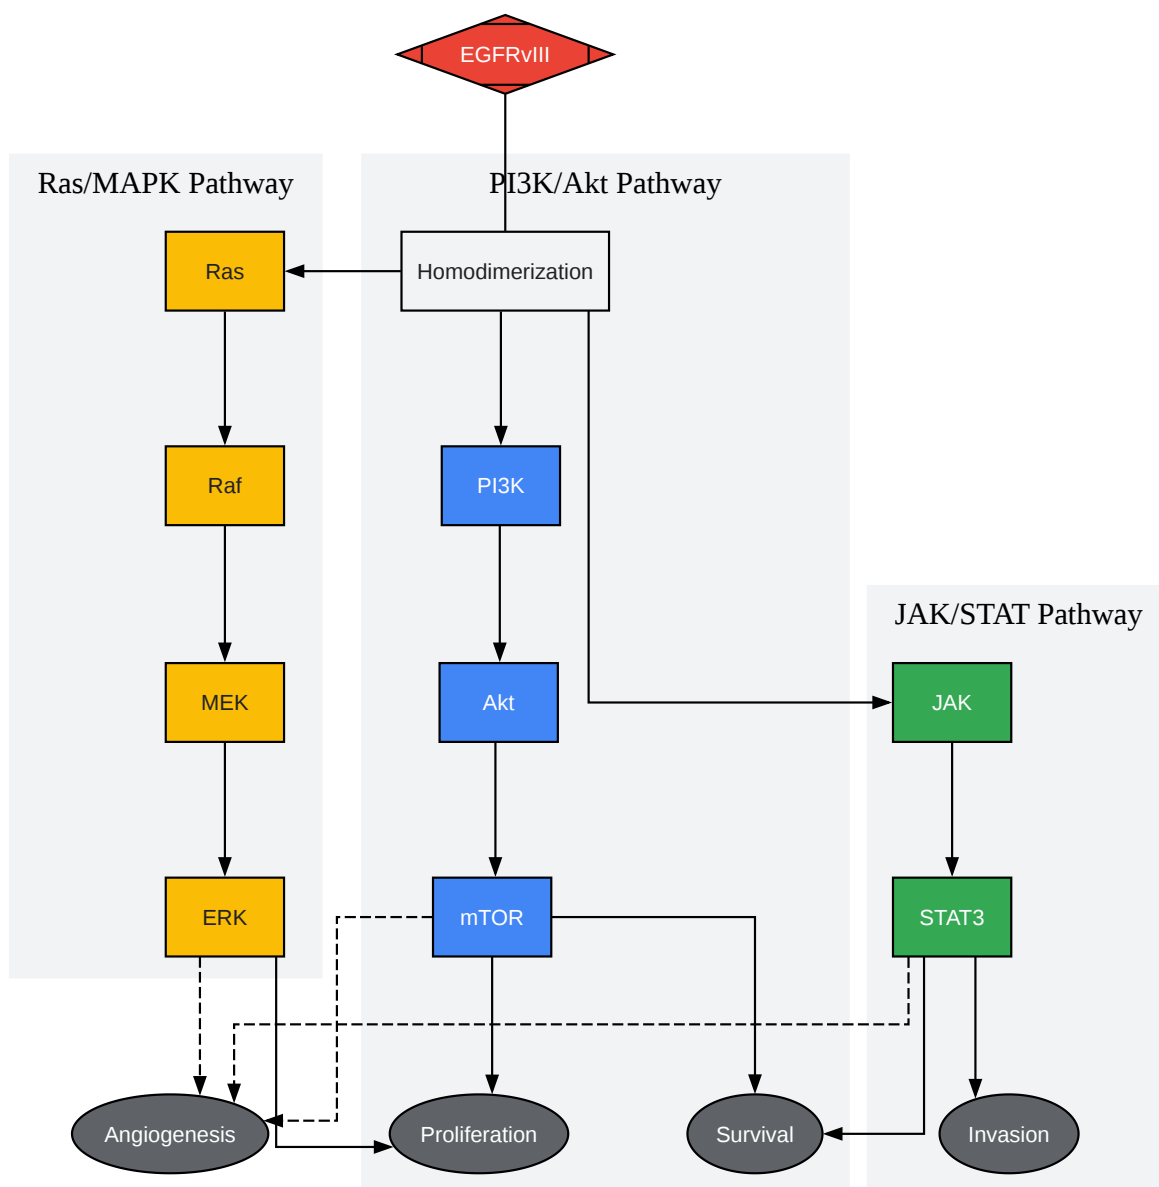 EGFRvIII
Ras/MAPK Pathway
PI3K/Akt Pathway
Ras
Homodimerization
Raf
PI3K
JAK/STAT Pathway
MEK
Akt
JAK
ERK
mTOR
STAT3
Angiogenesis
Proliferation
Survival
Invasion